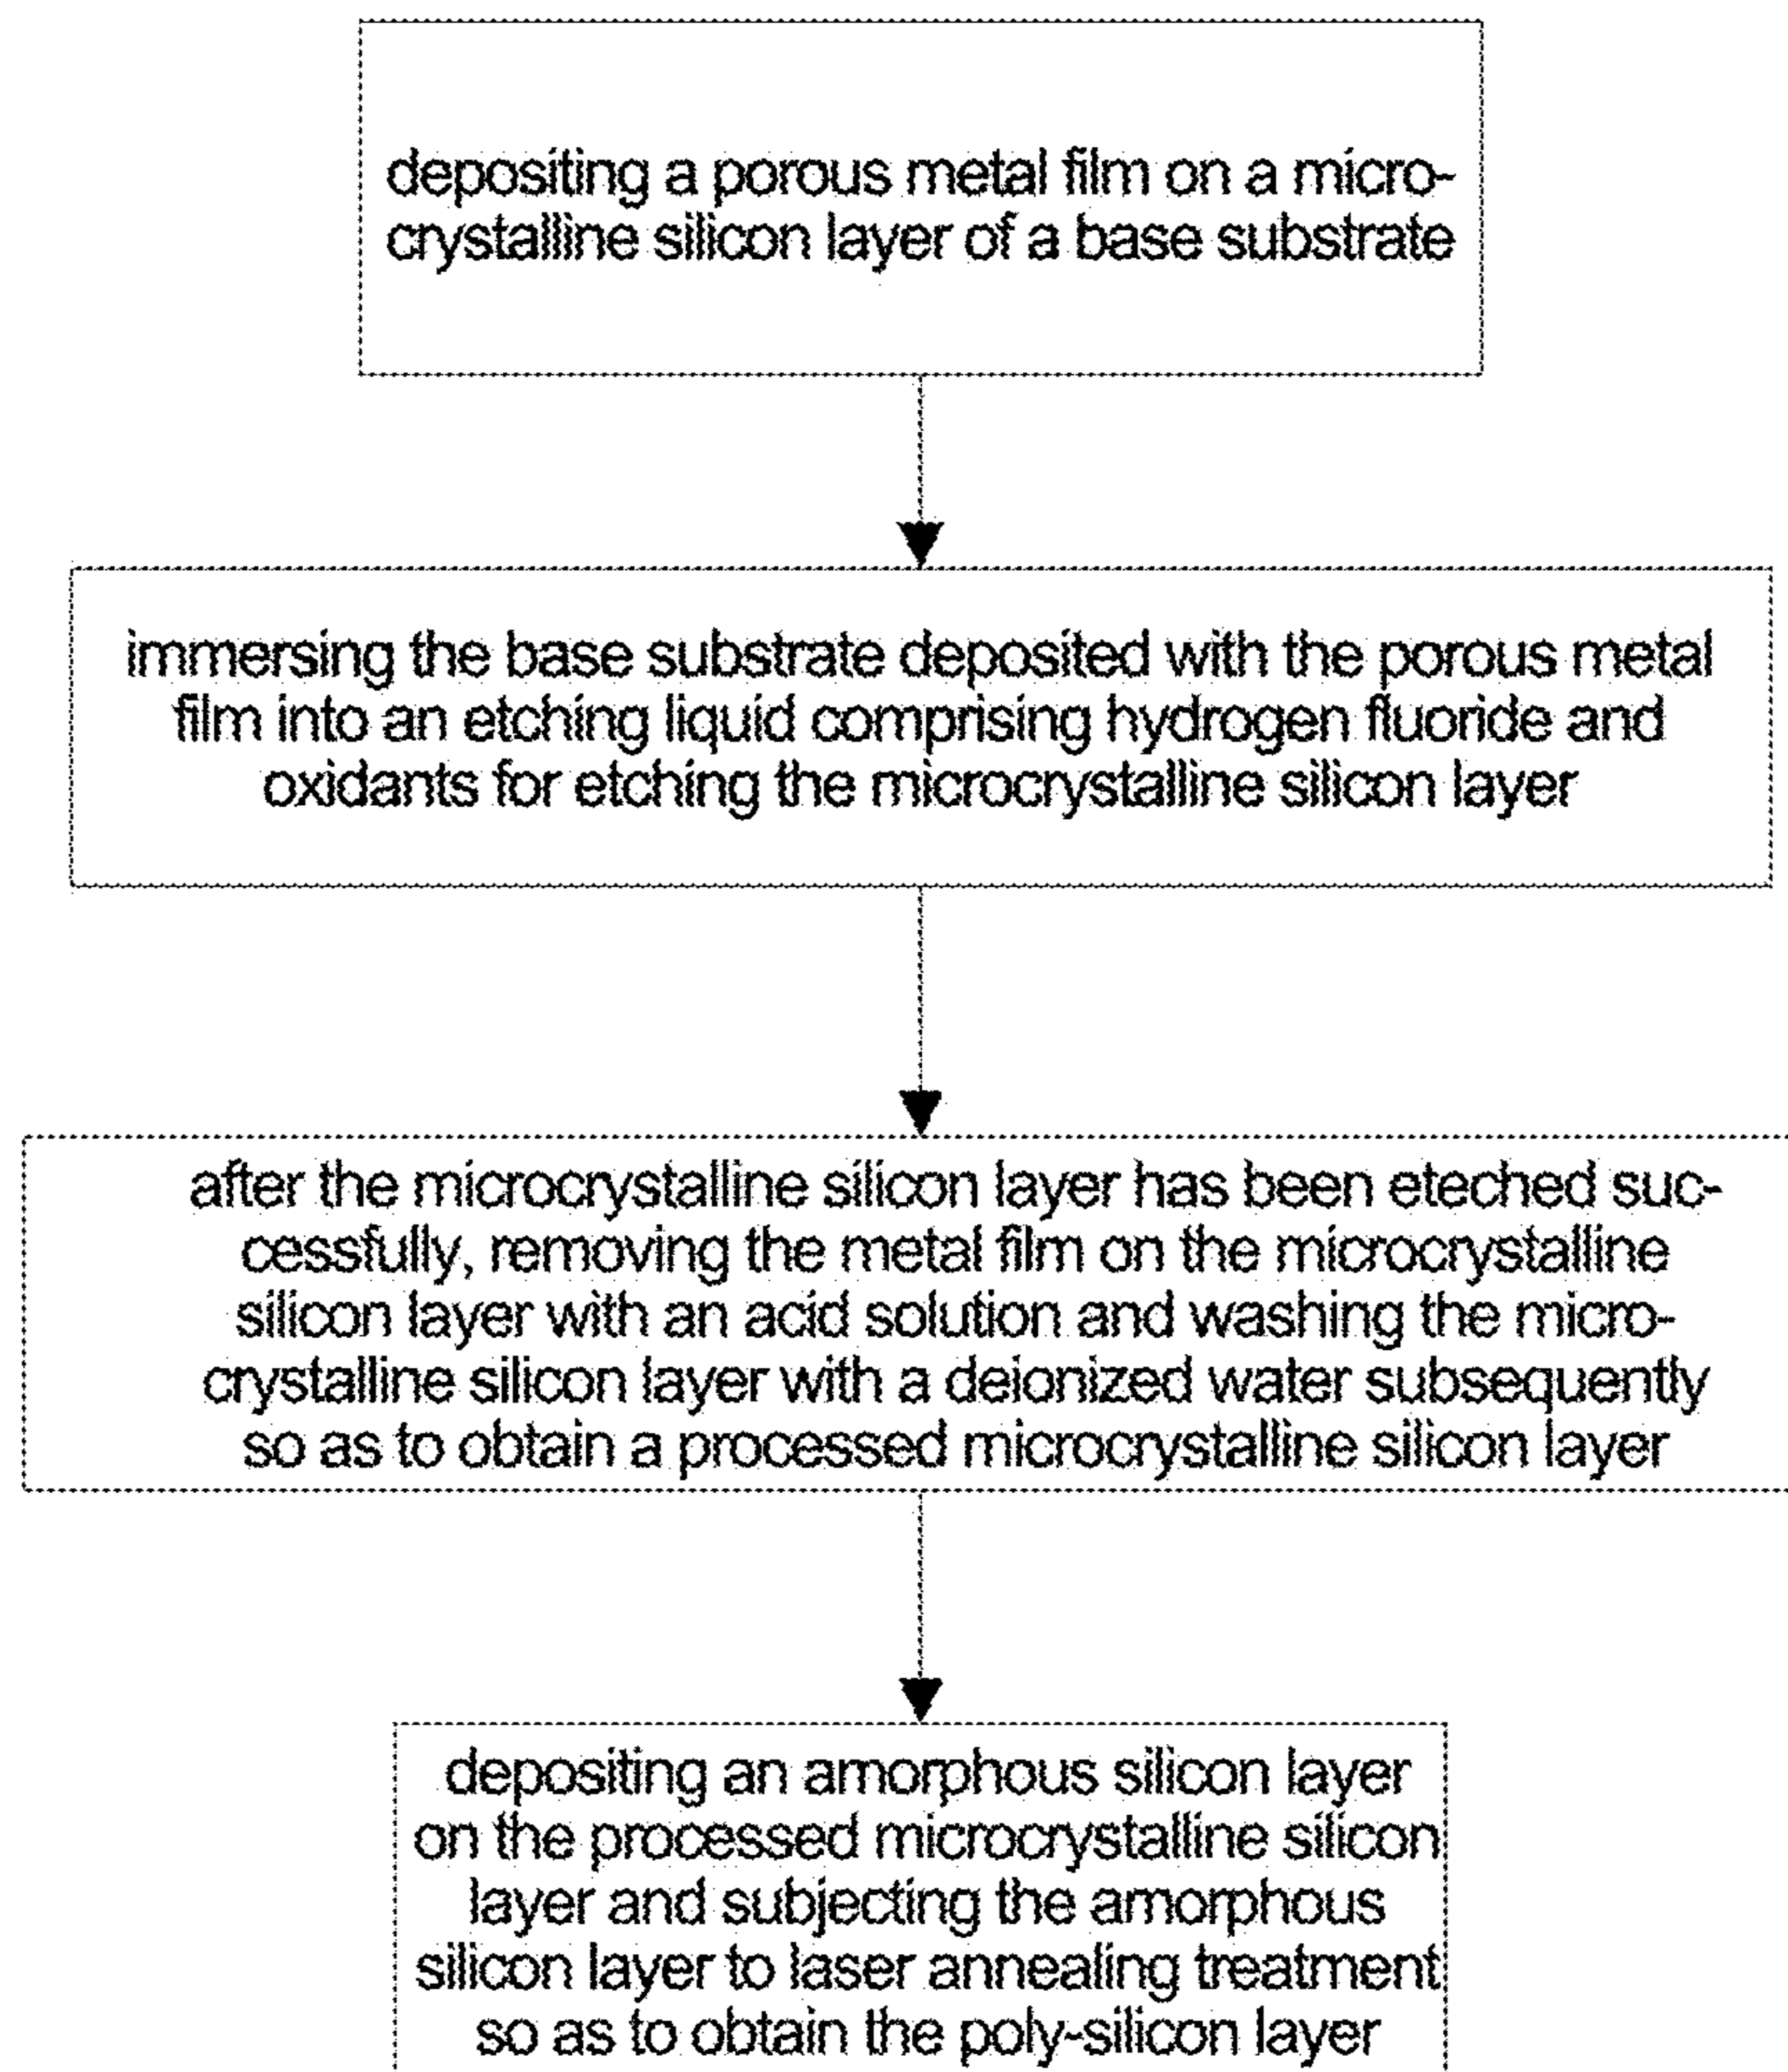 depositing a porous metal film on a micro-
crystalline silicon layer of a base substrate
immersing the base substrate deposited with the porous metal
film into an etching liquid comprising hydrogen fluoride and
oxidants for etching the microcrystalline silicon layer
after the microcrystalline silicon layer has been eteched suc-
cessfully, removing the metal film on the microcrystalline
silicon layer with an acid solution and washing the micro-
crystalline silicon layer with a deionized water subsequently
so as to obtain a processed microcrystalline silicon layer
depositing an amorphous silicon layer
on the processed microcrystalline silicon
layer and subjecting the amorphous
silicon layer to laser annealing treatment
so as to obtain the poly-silicon layer